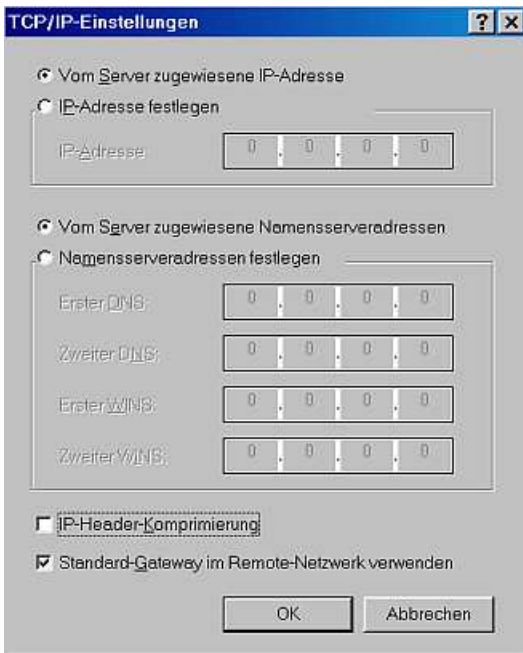 TCP/IP-Einstellungen
Vom Server zugewiesene IP-Adresse
IP-Adresse festlegen
IP-Adresse: 0 . 0 . 0 . 0
Vom Server zugewiesene Namensserveradressen
Namensserveradressen festlegen
Erster DNS: 0 . 0 . 0 . 0
Zweiter DNS: 0 . 0 . 0 . 0
Erster WINS: 0 . 0 . 0 . 0
Zweiter WINS: 0 . 0 . 0 . 0
IP-Header-Komprimierung
Standard-Gateway im Remote-Netzwerk verwenden
OK Abbrechen